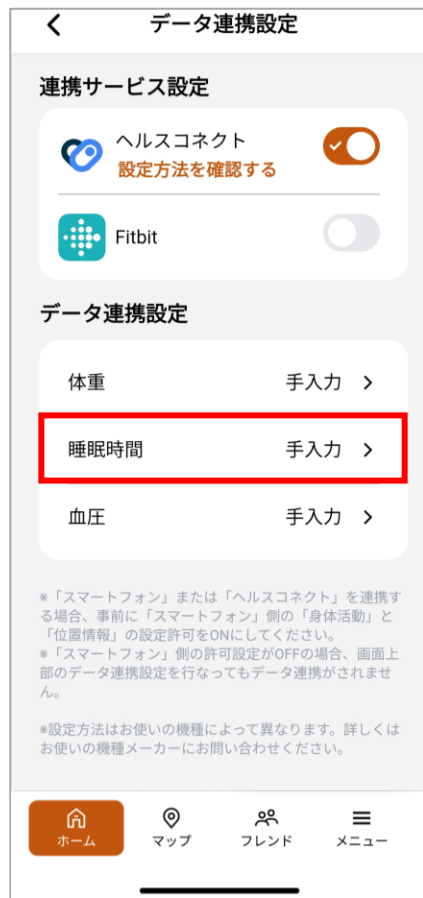 データ連携設定
連携サービス設定
ヘルスコネクト
設定方法を確認する
Fitbit
データ連携設定
体重 手入力
睡眠時間 手入力
血圧 手入力
※「スマートフォン」または「ヘルスコネクト」を連携す
る場合、事前に「スマートフォン」側の「身体活動」と
「位置情報」の設定許可をONにしてください。
※「スマートフォン」側の許可設定がOFFの場合、画面上
部のデータ連携設定を行なってもデータ連携がされませ
ん。
※設定方法はお使いの機種によって異なります。詳しくは
お使いの機種メーカーにお問い合わせください。
ホーム マップ フレンド メニュー